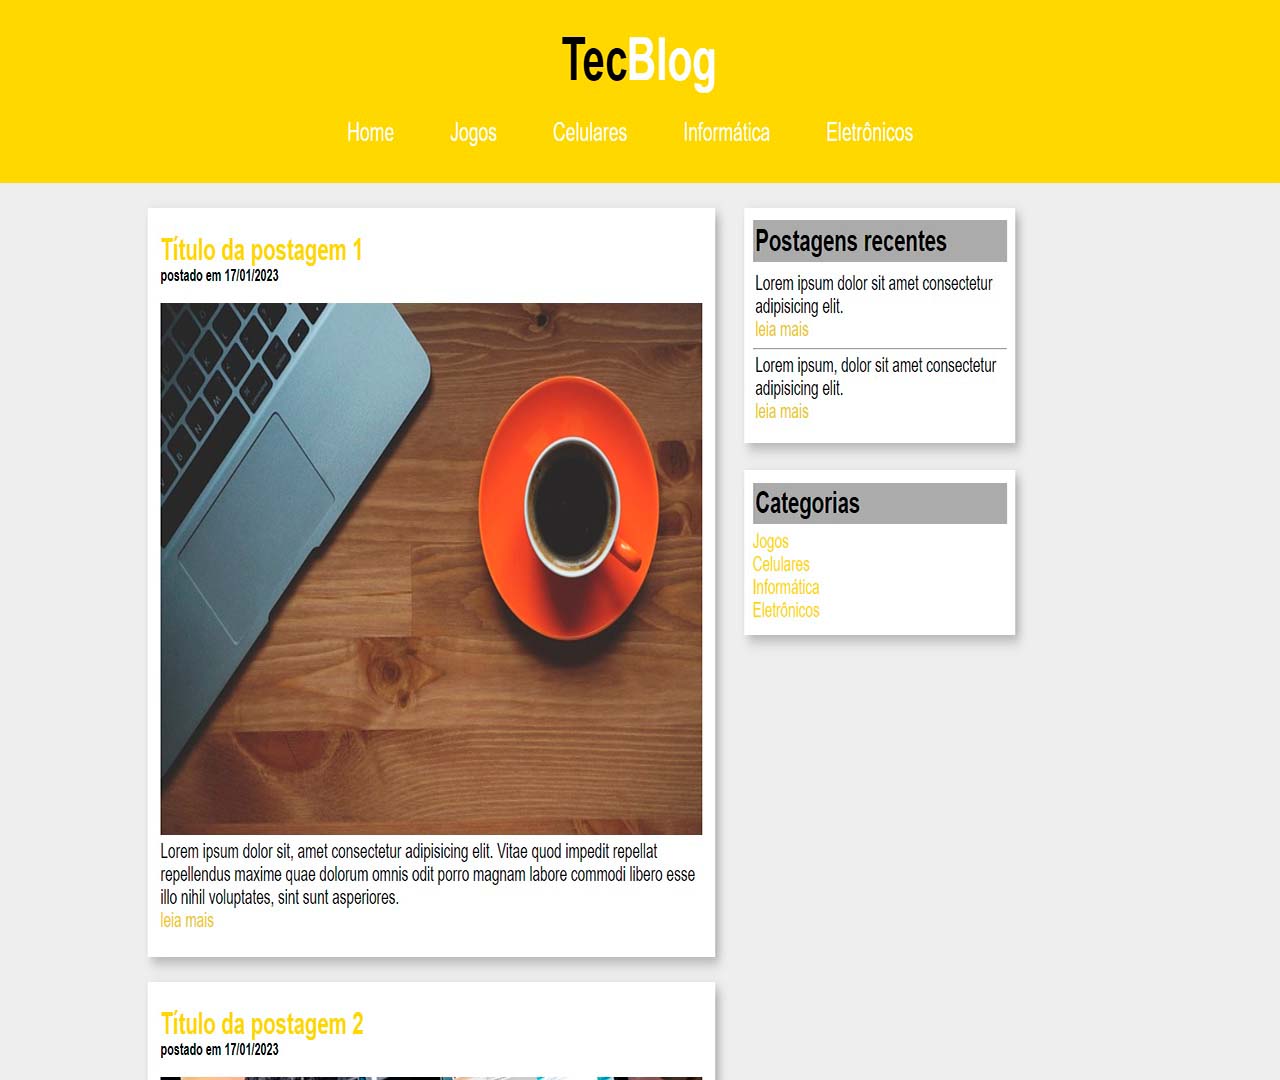 TecBlog
Home Jogos Celulares Informática Eletrônicos
Título da postagem 1
postado em 17/01/2023
Lorem ipsum dolor sit, amet consectetur adipisicing elit. Vitae quod impedit repellat
repellendus maxime quae dolorum omnis odit porro magnam labore commodi libero esse
illo nihil voluptates, sint sunt asperiores.
leia mais
Título da postagem 2
postado em 17/01/2023
Postagens recentes
Lorem ipsum dolor sit amet consectetur
adipisicing elit.
leia mais
Lorem ipsum, dolor sit amet consectetur
adipisicing elit.
leia mais
Categorias
Jogos
Celulares
Informática
Eletrônicos